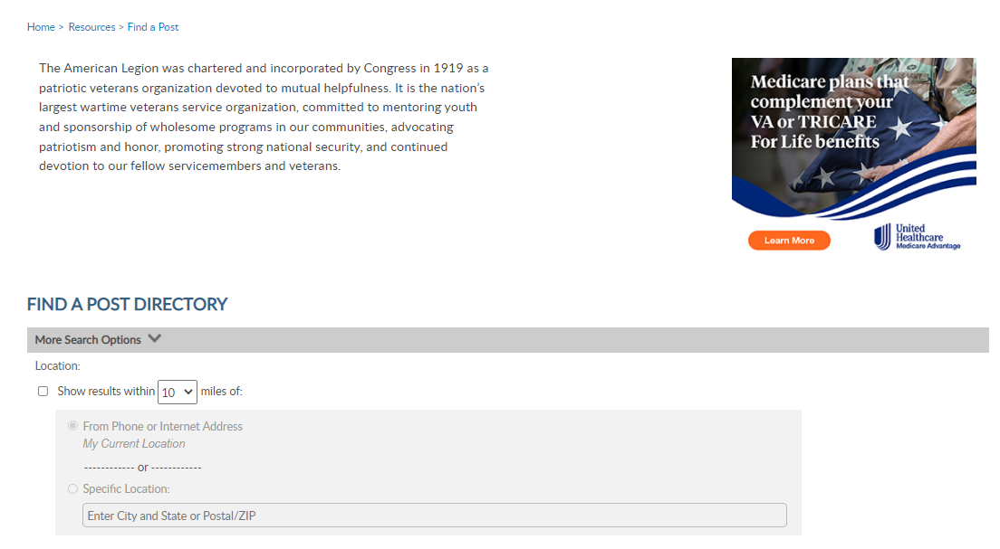 Home > Resources > Find a Post
The American Legion was chartered and incorporated by Congress in 1919 as a
patriotic veterans organization devoted to mutual helpfulness. It is the nation's
largest wartime veterans service organization, committed to mentoring youth
and sponsorship of wholesome programs in our communities, advocating
patriotism and honor, promoting strong national security, and continued
devotion to our fellow servicemembers and veterans.
Medicare plans that
complement your
VA or TRICARE
For Life benefits
Learn More
United
Healthcare
Medicare Advantage
FIND A POST DIRECTORY
More Search Options
Location:
Show results within 10 miles of:
From Phone or Internet Address
My Current Location
------------ or ------------
Specific Location:
Enter City and State or Postal/ZIP